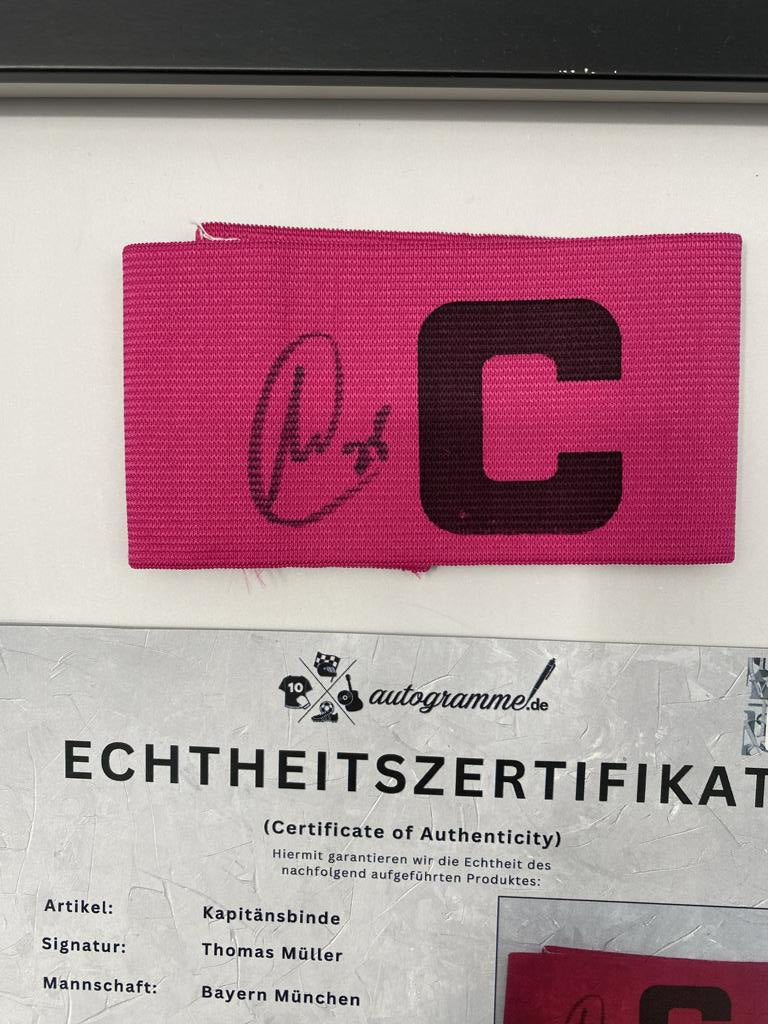 C
10
autogramme.de
ECHTHEITSZERTIFIKAT
(Certificate of Authenticity)
Hiermit garantieren wir die Echtheit des
nachfolgend aufgeführten Produktes:
Artikel: Kapitänsbinde
Signatur: Thomas Müller
Mannschaft: Bayern München
C